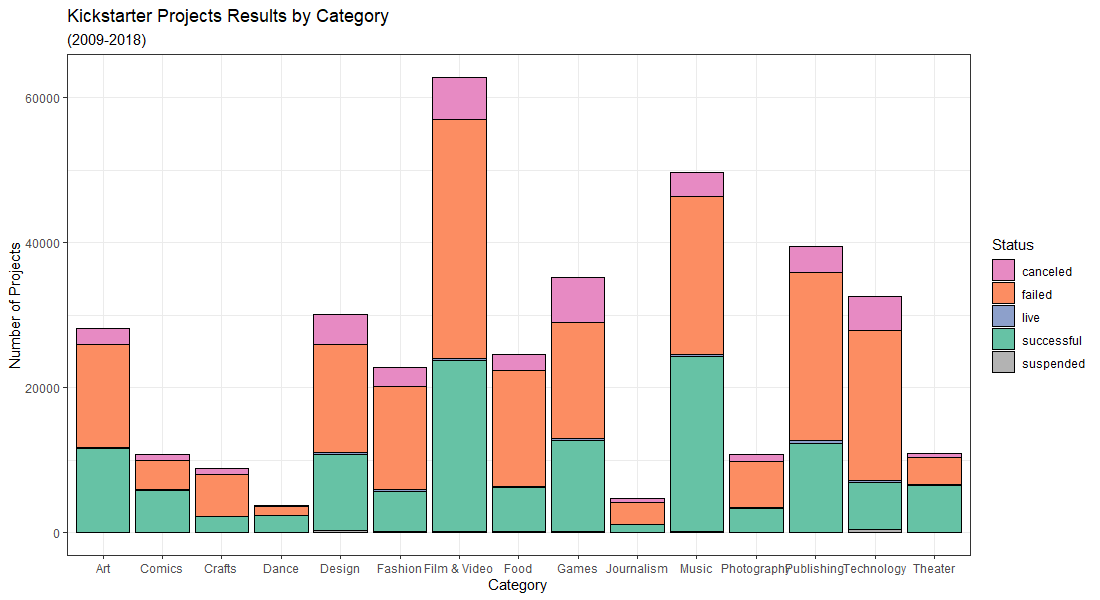 Kickstarter Projects Results by Category
(2009-2018)
Number of Projects
60000
40000
20000
0
Art Comics Crafts Dance Design Fashion Film & Video Food Games Journalism Music Photography Publishing Technology Theater
Category
Status
canceled
failed
live
successful
suspended